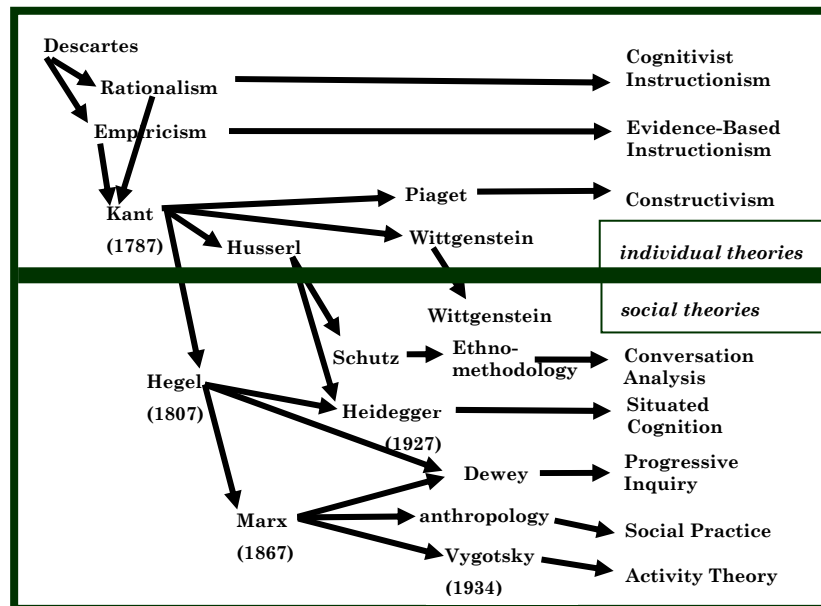 Descartes
Cognitivist
Instructionism
Rationalism
Empiricism
Evidence-Based
Instructionism
Piaget
Constructivism
Kant
(1787)
Wittgenstein
Husserl
individual theories
social theories
Wittgenstein
Schutz
Ethno-
methodology
Conversation
Analysis
Hegel
(1807)
Heidegger
(1927)
Situated
Cognition
Dewey
Progressive
Inquiry
Marx
(1867)
anthropology
Social Practice
Vygotsky
(1934)
Activity Theory